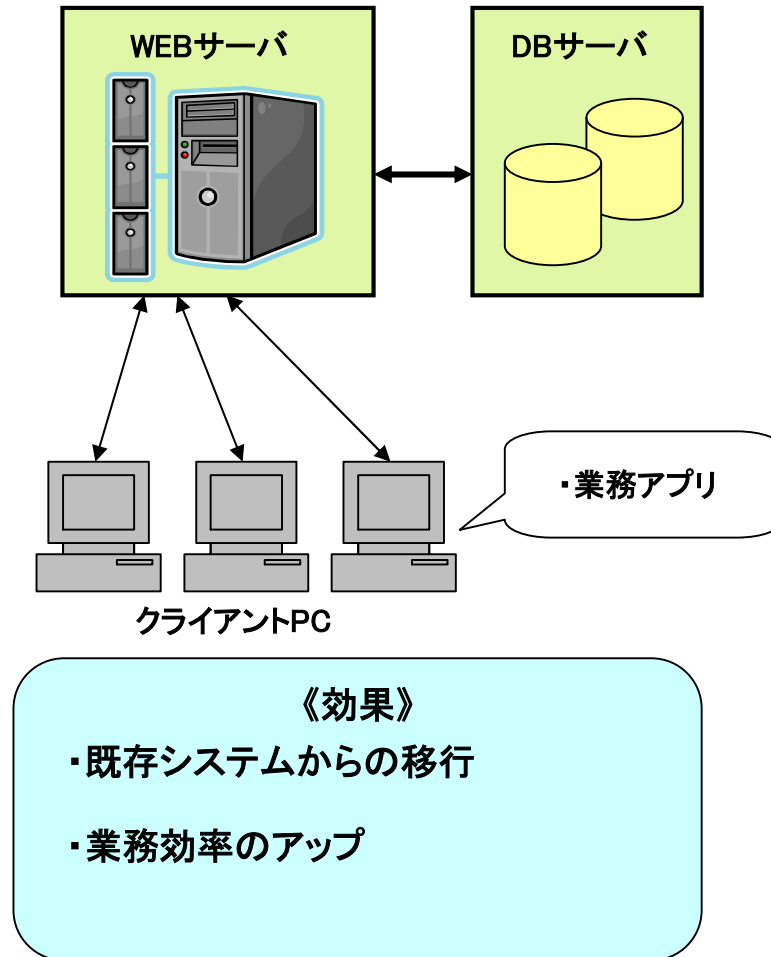 WEBサーバ
DBサーバ
・業務アプリ
クライアントPC
《効果》
・既存システムからの移行
・業務効率のアップ